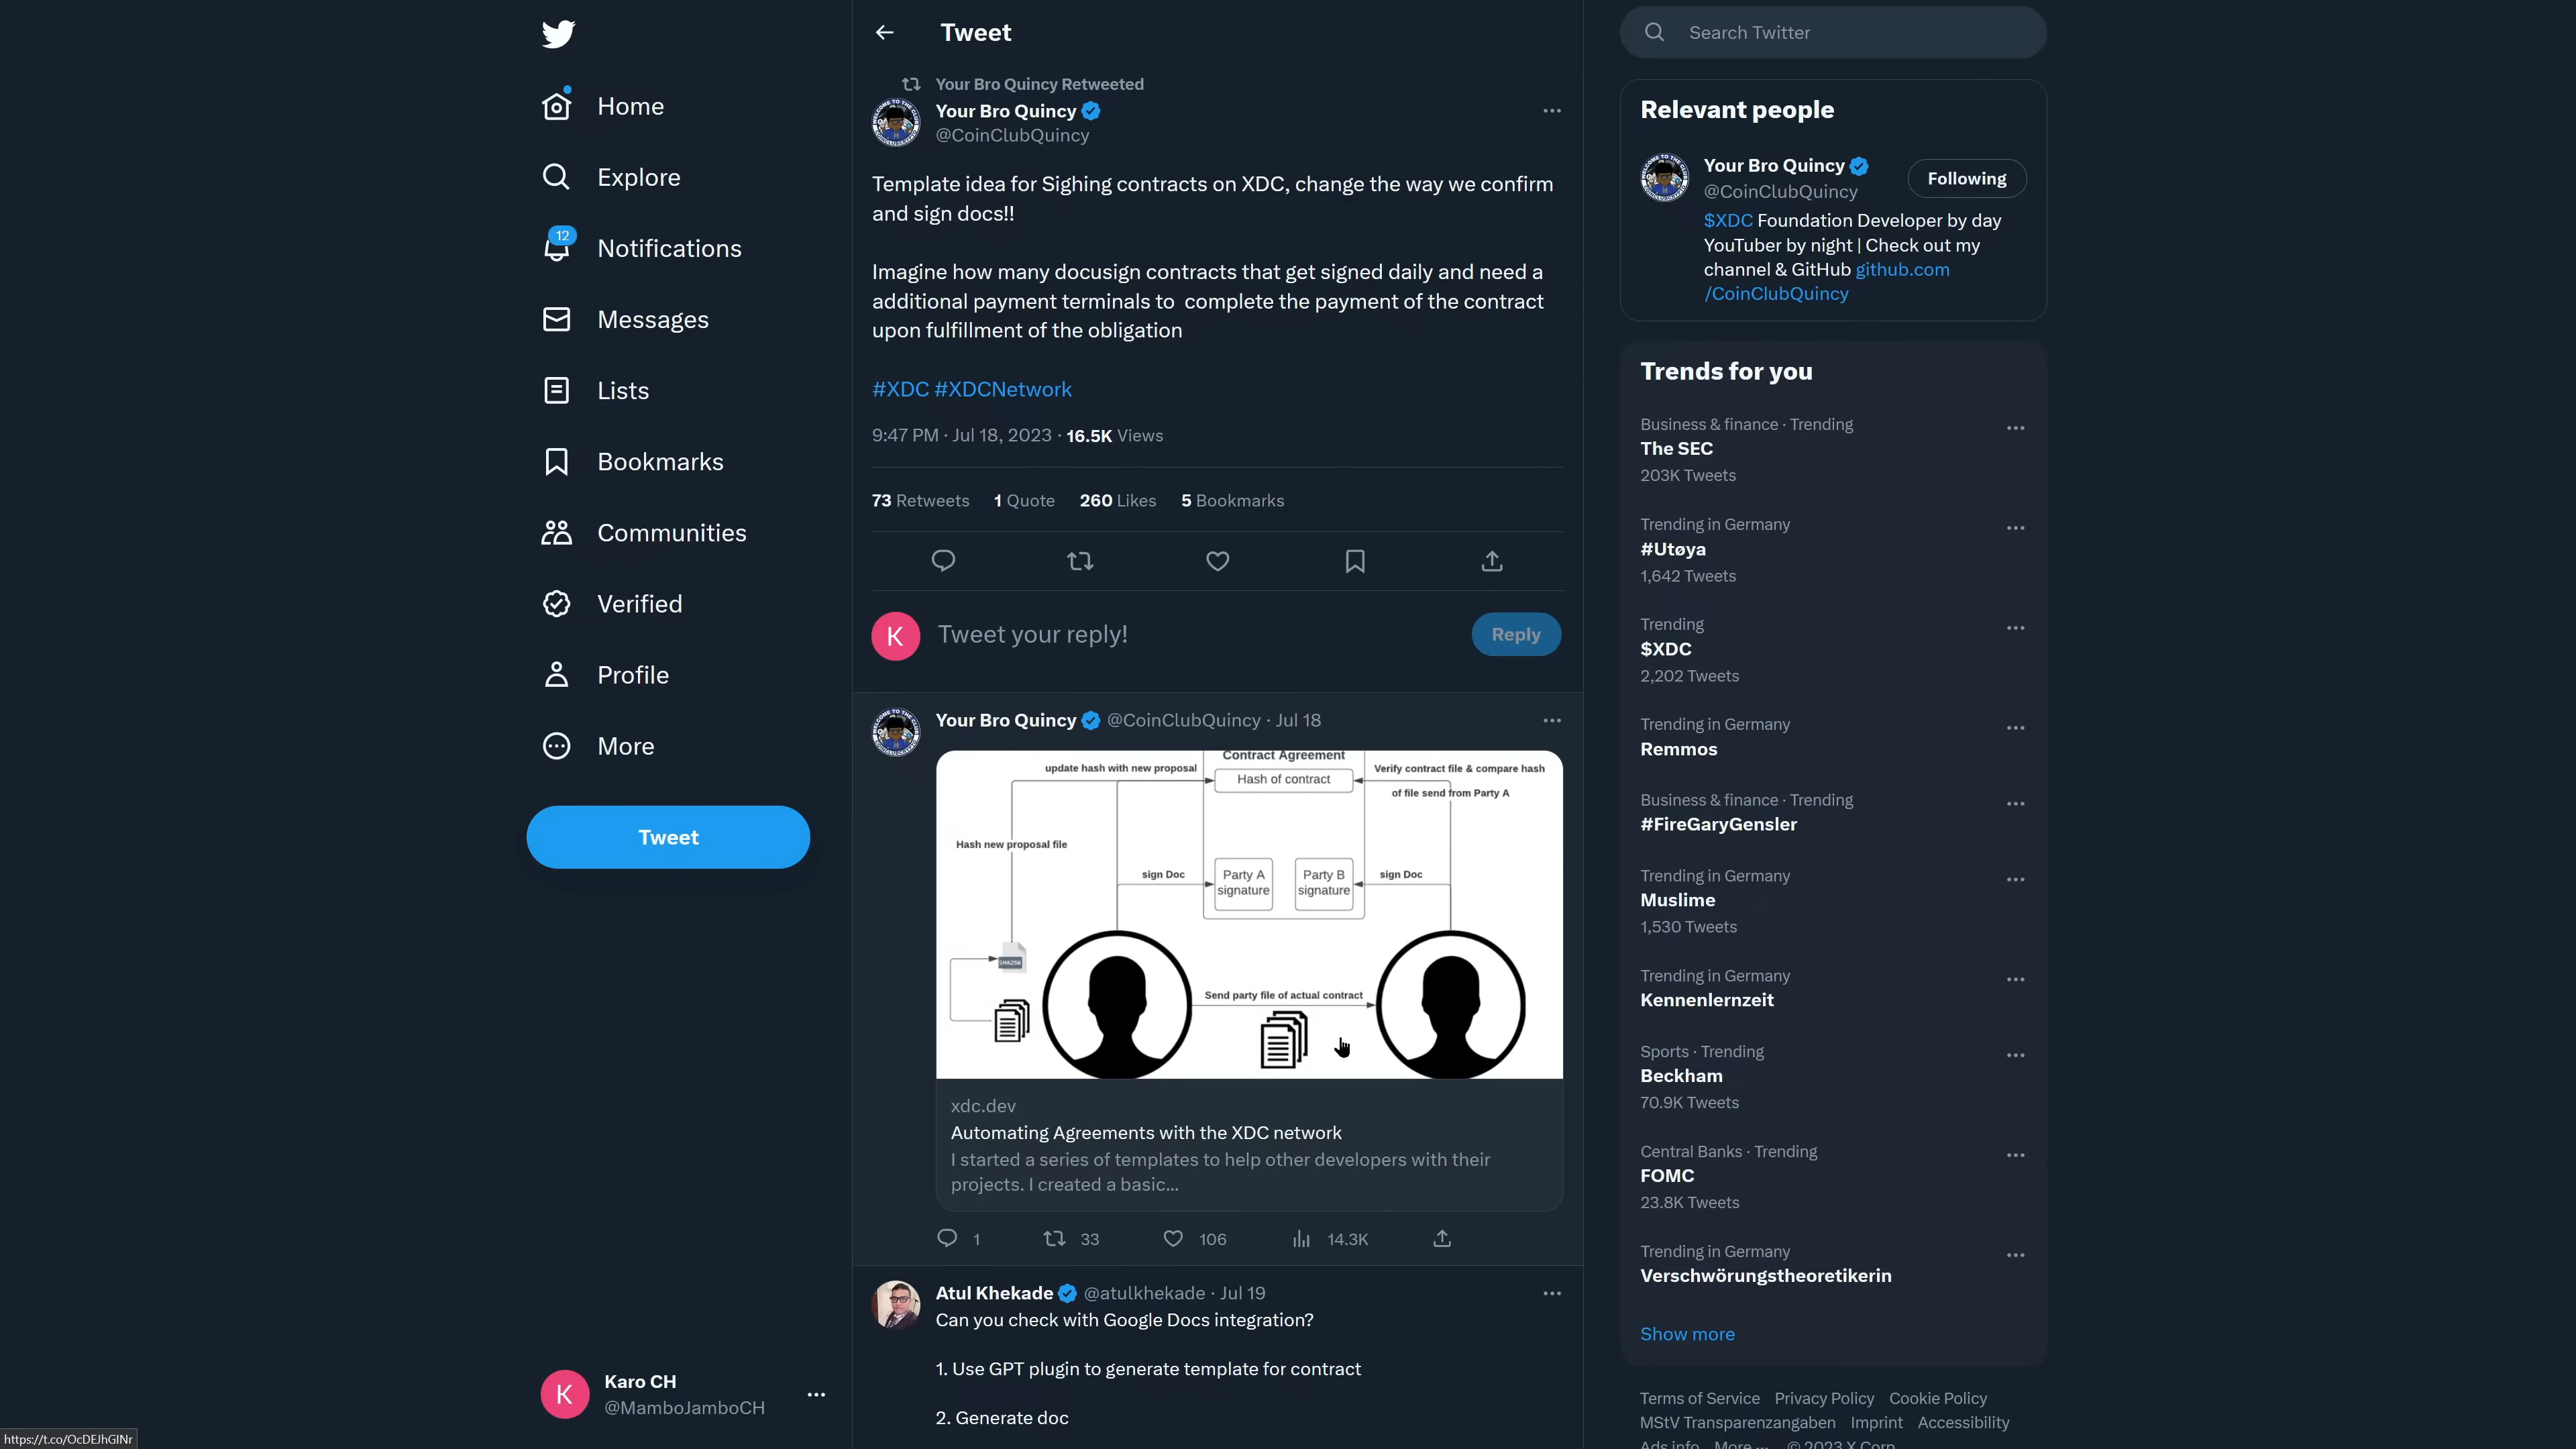 Home
Explore
12
Notifications
Messages
Lists
Bookmarks
Communities
Verified
Profile
More
Tweet
K
Karo CH
@MamboJamboCH
https://t.co/OcDEJhGlNr
Tweet
Your Bro Quincy Retweeted
Your Bro Quincy
@CoinClubQuincy
Template idea for Sighing contracts on XDC, change the way we confirm
and sign docs!!
Imagine how many docusign contracts that get signed daily and need a
additional payment terminals to complete the payment of the contract
upon fulfillment of the obligation
#XDC #XDCNetwork
9:47 PM · Jul 18, 2023 · 16.5K Views
73 Retweets 1 Quote 260 Likes 5 Bookmarks
K
Tweet your reply!
Reply
Your Bro Quincy @CoinClubQuincy · Jul 18
Contract Agreement
update hash with new proposal
Hash of contract
Verify contract file & compare hash
of file send from Party A
Hash new proposal file
sign Doc
Party A
signature
Party B
signature
sign Doc
SHA256
Send party file of actual contract
xdc.dev
Automating Agreements with the XDC network
I started a series of templates to help other developers with their
projects. I created a basic...
1 33 106 14.3K
Atul Khekade @atulkhekade · Jul 19
Can you check with Google Docs integration?
1. Use GPT plugin to generate template for contract
2. Generate doc
Search Twitter
Relevant people
Your Bro Quincy
@CoinClubQuincy
Following
$XDC Foundation Developer by day
YouTuber by night | Check out my
channel & GitHub github.com
/CoinClubQuincy
Trends for you
Business & finance · Trending
The SEC
203K Tweets
Trending in Germany
#Utøya
1,642 Tweets
Trending
$XDC
2,202 Tweets
Trending in Germany
Remmos
Business & finance · Trending
#FireGaryGensler
Trending in Germany
Muslime
1,530 Tweets
Trending in Germany
Kennenlernzeit
Sports · Trending
Beckham
70.9K Tweets
Central Banks · Trending
FOMC
23.8K Tweets
Trending in Germany
Verschwörungstheoretikerin
Show more
Terms of Service Privacy Policy Cookie Policy
MStV Transparenzangaben Imprint Accessibility
Ads info More ... © 2023 X Corp.